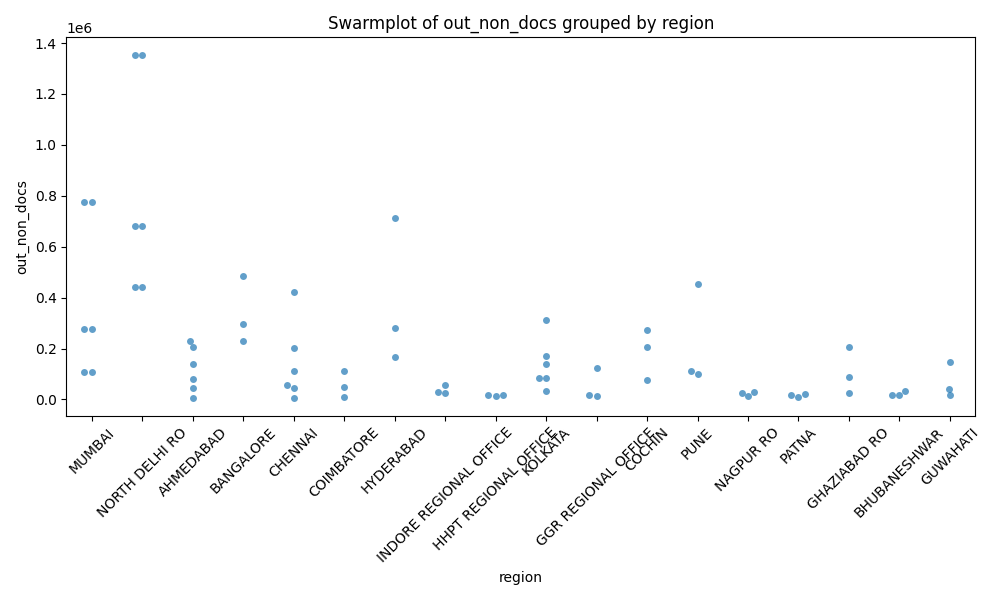 Swarmplot of out_non_docs grouped by region
1e6
1.4
1.2
1.0
0.8
0.6
0.4
0.2
0.0
out_non_docs
MUMBAI
NORTH DELHI RO
AHMEDABAD
BANGALORE
CHENNAI
COIMBATORE
HYDERABAD
INDORE REGIONAL OFFICE
HHPT REGIONAL OFFICE
KOLKATA
GGR REGIONAL OFFICE
COCHIN
PUNE
NAGPUR RO
PATNA
GHAZIABAD RO
BHUBANESHWAR
GUWAHATI
region